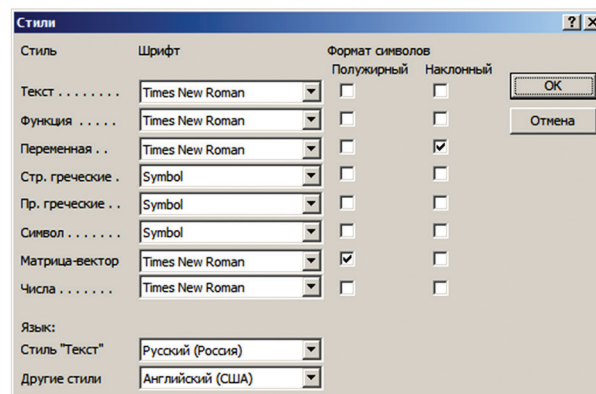 Стили
Стиль Шрифт Формат символов
Полужирный Наклонный
Текст . . . . . . . . Times New Roman OK
Функция . . . . . Times New Roman Отмена
Переменная . . Times New Roman
Стр. греческие . Symbol
Пр. греческие . . Symbol
Символ . . . . . . . Symbol
Матрица-вектор Times New Roman
Числа . . . . . . . Times New Roman
Язык:
Стиль "Текст" Русский (Россия)
Другие стили Английский (США)